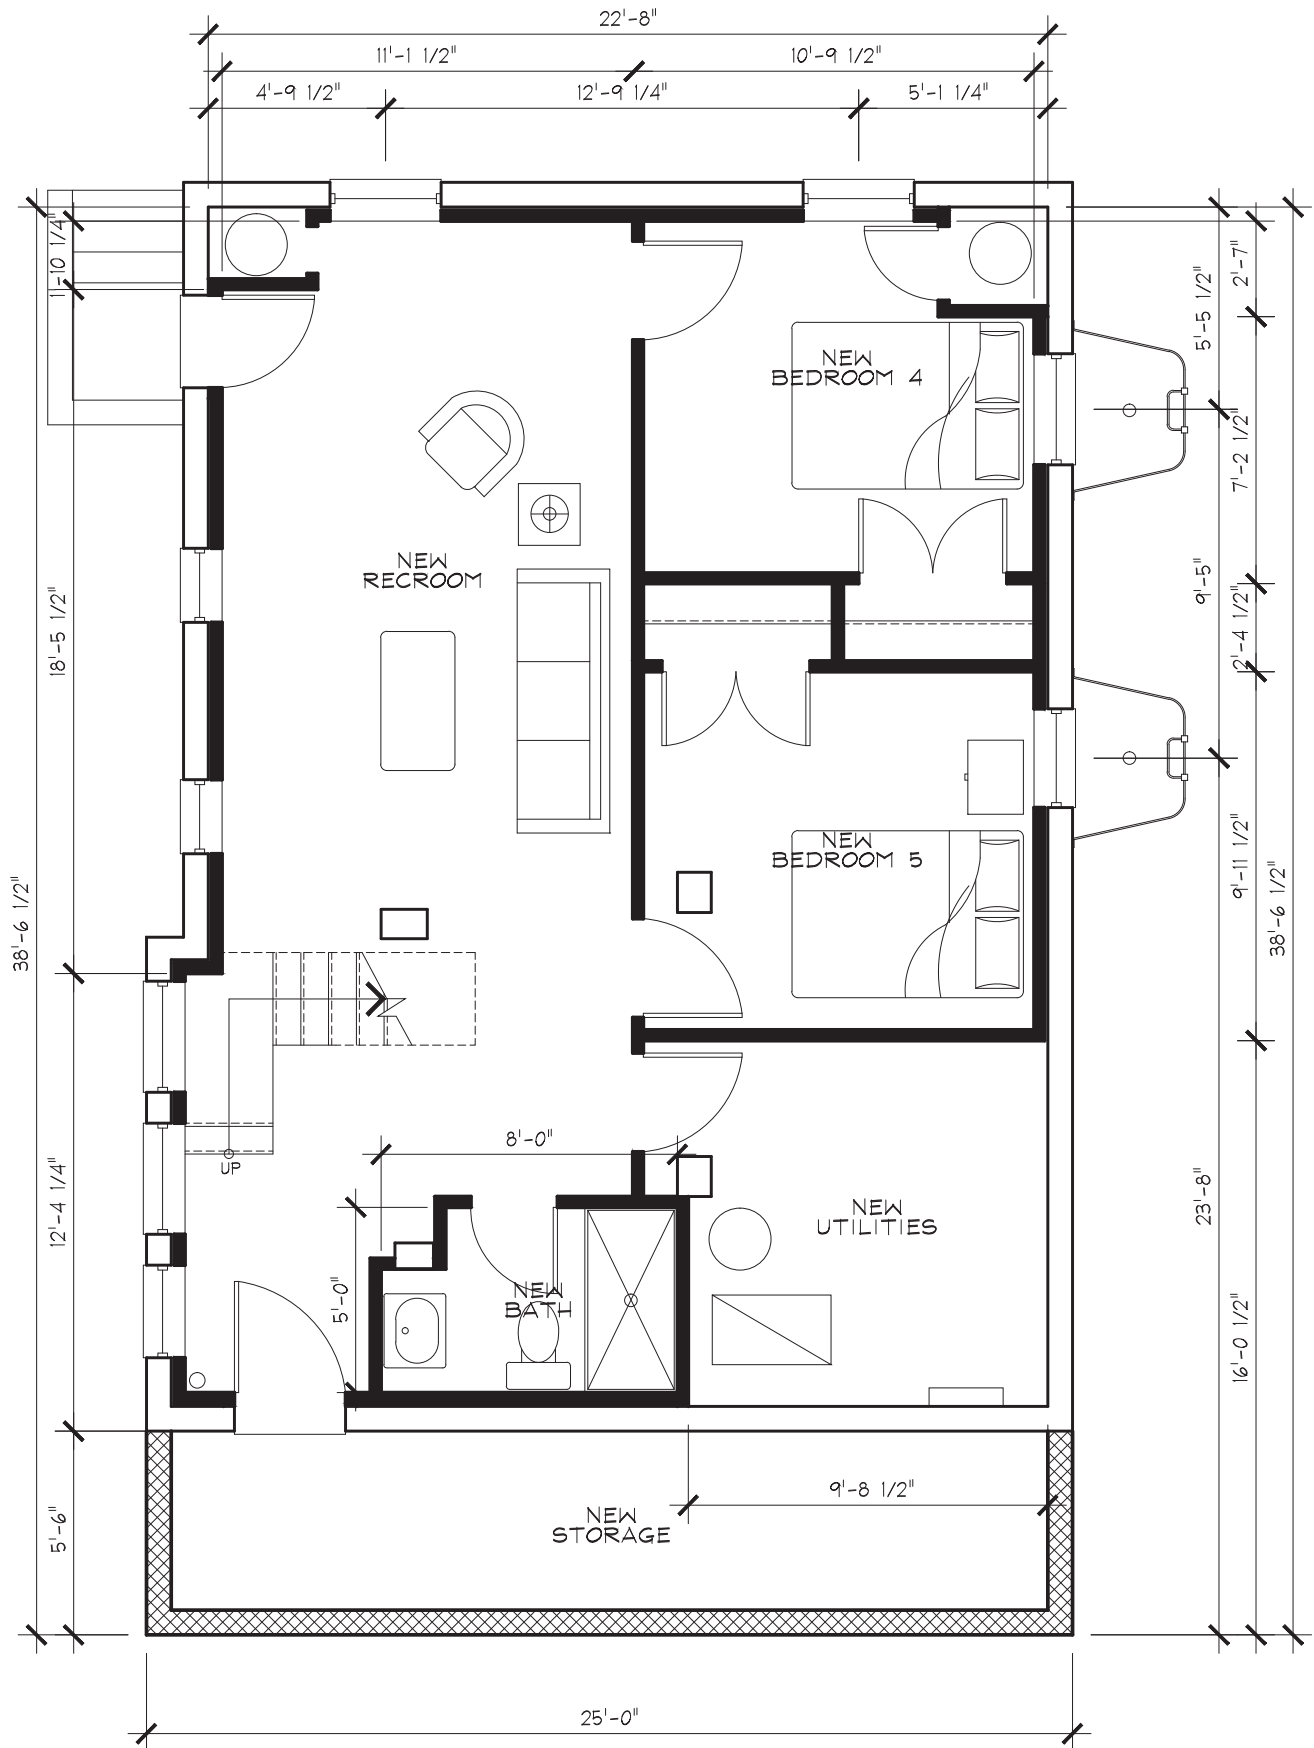 22'-8"
11'-1 1/2"
10'-9 1/2"
4'-9 1/2"
12'-9 1/4"
5'-1 1/4"
1'-10 1/4"
5'-5 1/2"
2'-7"
NEW
BEDROOM 4
7'-2 1/2"
NEW
RECROOM
18'-5 1/2"
9'-5"
2'-4 1/2"
NEW
BEDROOM 5
9'-11 1/2"
38'-6 1/2"
38'-6 1/2"
8'-0"
UP
12'-4 1/4"
23'-8"
NEW
UTILITIES
5'-0"
NEW
BATH
16'-0 1/2"
9'-8 1/2"
5'-6"
NEW
STORAGE
25'-0"